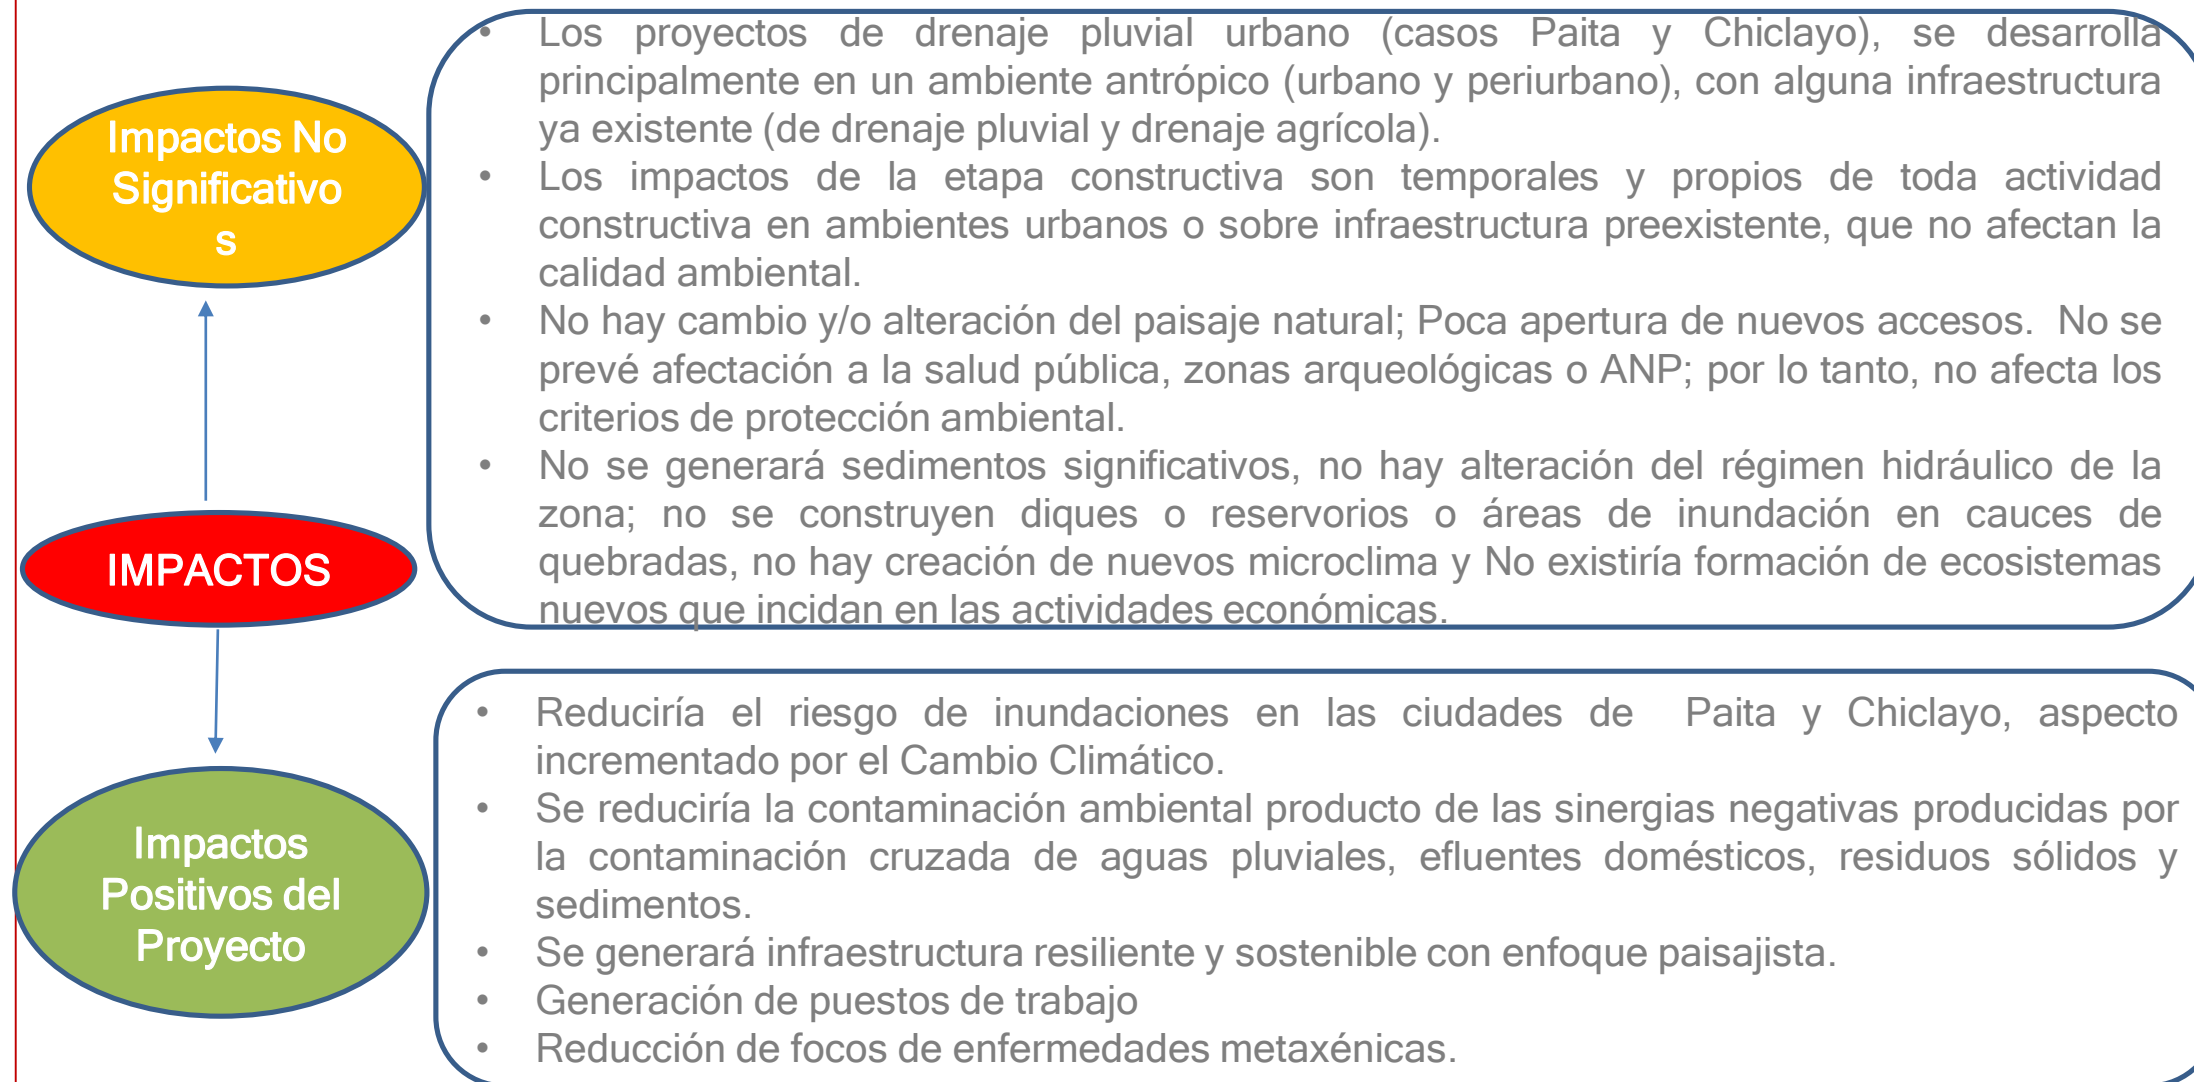 Impactos No
Significativo
s
• Los proyectos de drenaje pluvial urbano (casos Paita y Chiclayo), se desarrolla
principalmente en un ambiente antrópico (urbano y periurbano), con alguna infraestructura
ya existente (de drenaje pluvial y drenaje agrícola).
• Los impactos de la etapa constructiva son temporales y propios de toda actividad
constructiva en ambientes urbanos o sobre infraestructura preexistente, que no afectan la
calidad ambiental.
• No hay cambio y/o alteración del paisaje natural; Poca apertura de nuevos accesos. No se
prevé afectación a la salud pública, zonas arqueológicas o ANP; por lo tanto, no afecta los
criterios de protección ambiental.
• No se generará sedimentos significativos, no hay alteración del régimen hidráulico de la
zona; no se construyen diques o reservorios o áreas de inundación en cauces de
quebradas, no hay creación de nuevos microclima y No existiría formación de ecosistemas
nuevos que incidan en las actividades económicas.
IMPACTOS
Impactos
Positivos del
Proyecto
• Reduciría el riesgo de inundaciones en las ciudades de Paita y Chiclayo, aspecto
incrementado por el Cambio Climático.
• Se reduciría la contaminación ambiental producto de las sinergias negativas producidas por
la contaminación cruzada de aguas pluviales, efluentes domésticos, residuos sólidos y
sedimentos.
• Se generará infraestructura resiliente y sostenible con enfoque paisajista.
• Generación de puestos de trabajo
• Reducción de focos de enfermedades metaxénicas.